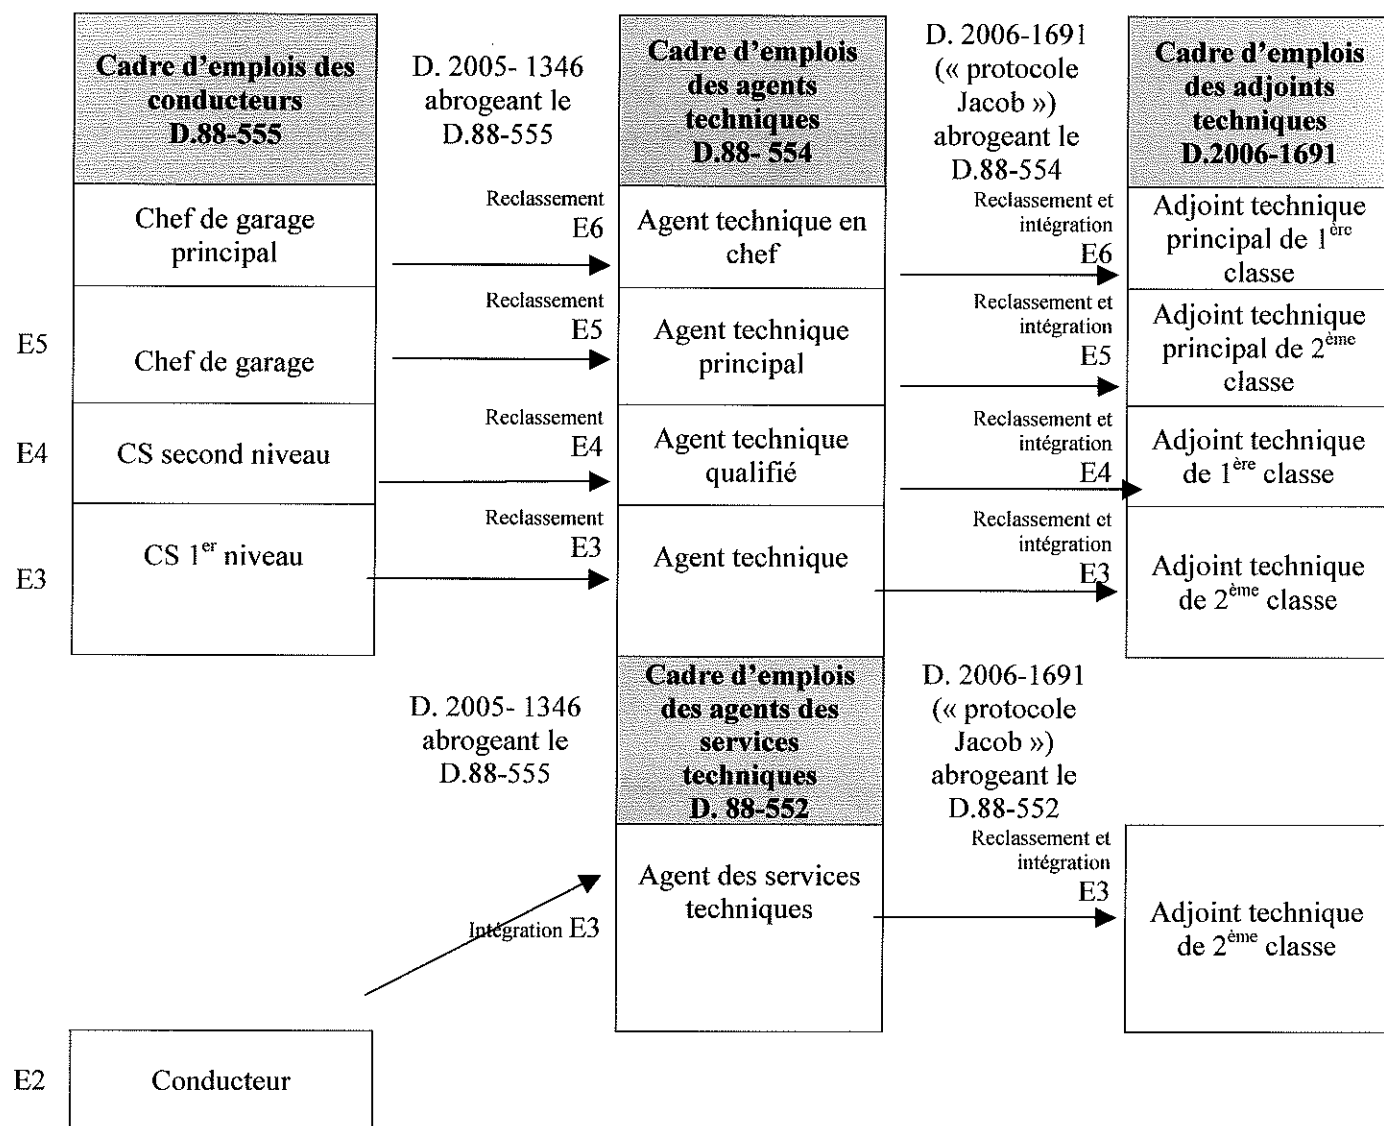 Cadre d'emplois des
conducteurs
D.88-555
D. 2005- 1346
abrogeant le
D.88-555
Cadre d'emplois
des agents
techniques
D.88- 554
D. 2006-1691
(« protocole
Jacob »)
abrogeant le
D.88-554
Cadre d'emplois
des adjoints
techniques
D.2006-1691
Chef de garage
principal
Reclassement
E6
Agent technique en
chef
Reclassement et
intégration
E6
Adjoint technique
principal de 1ère
classe
E5
Chef de garage
Reclassement
E5
Agent technique
principal
Reclassement et
intégration
E5
Adjoint technique
principal de 2ème
classe
E4
CS second niveau
Reclassement
E4
Agent technique
qualifié
Reclassement et
intégration
E4
Adjoint technique
de 1ère classe
E3
CS 1er niveau
Reclassement
E3
Agent technique
Reclassement et
intégration
E3
Adjoint technique
de 2ème classe
D. 2005- 1346
abrogeant le
D.88-555
Cadre d'emplois
des agents des
services
techniques
D. 88-552
D. 2006-1691
(« protocole
Jacob »)
abrogeant le
D.88-552
Intégration E3
Agent des services
techniques
Reclassement et
intégration
E3
Adjoint technique
de 2ème classe
E2
Conducteur